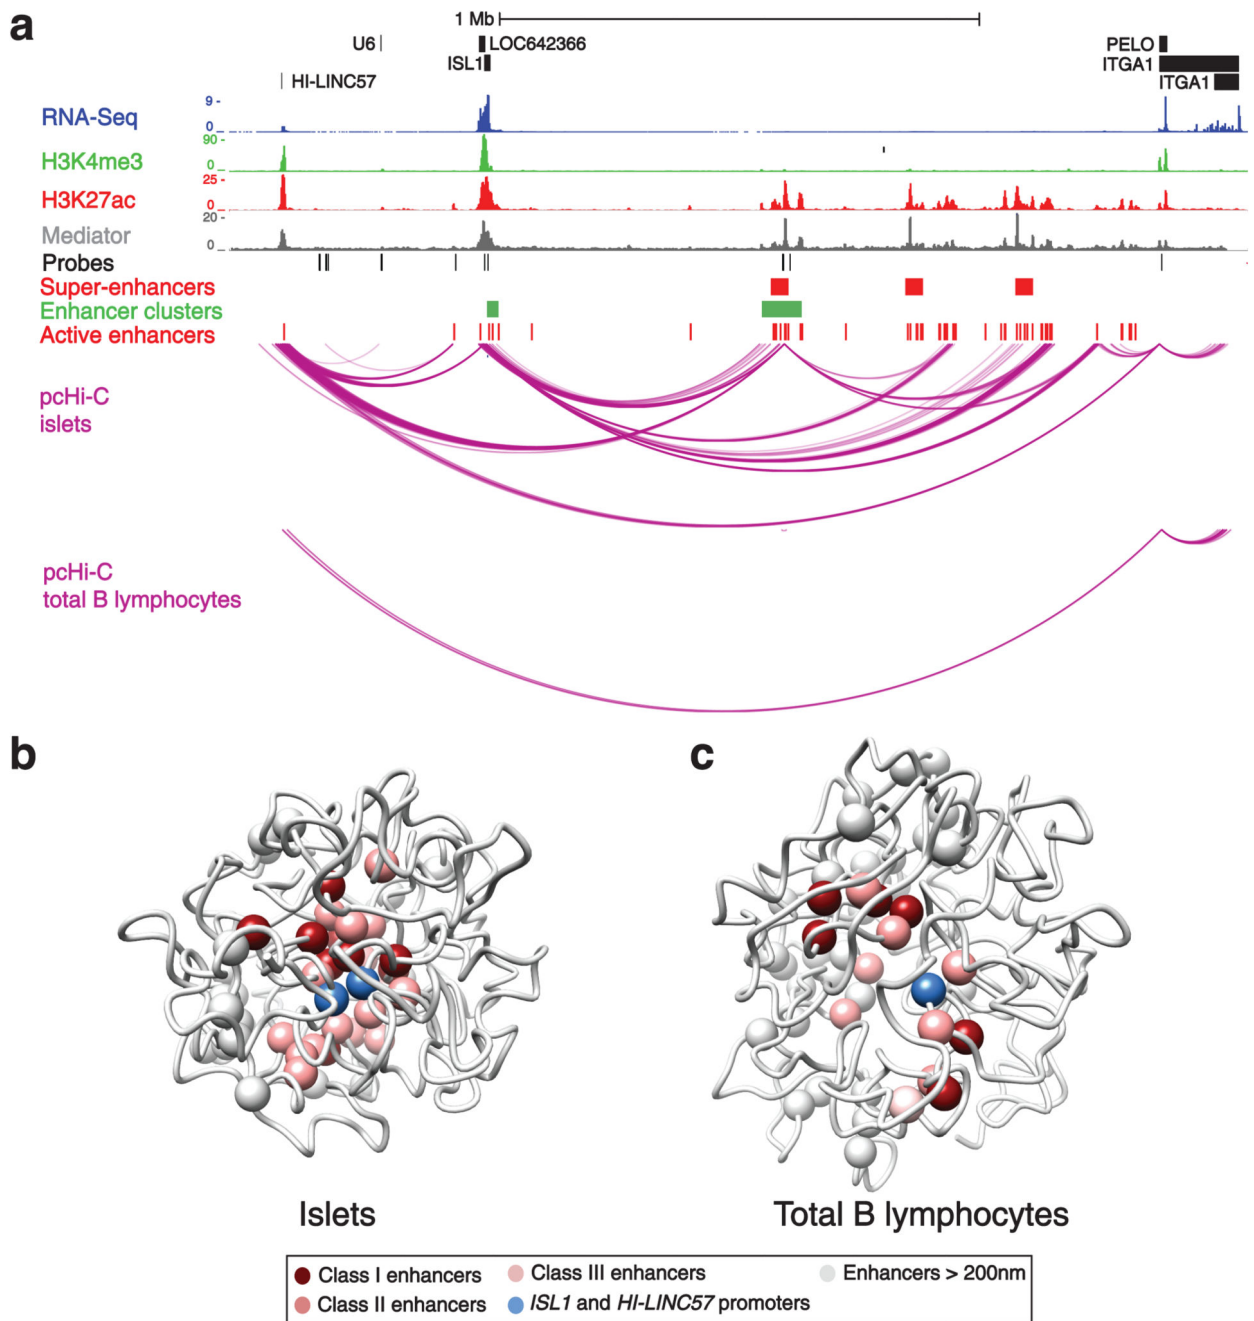 a
1 Mb
U6
LOC642366
PELO
ISL1
ITGA1
HI-LINC57
ITGA1
RNA-Seq
9 -
0 _
H3K4me3
90 -
0 _
H3K27ac
25 -
0 _
Mediator
20 -
0 _
Probes
Super-enhancers
Enhancer clusters
Active enhancers
pcHi-C
islets
pcHi-C
total B lymphocytes
b
c
Islets
Total B lymphocytes
Class I enhancers
Class III enhancers
Enhancers > 200nm
Class II enhancers
ISL1 and HI-LINC57 promoters